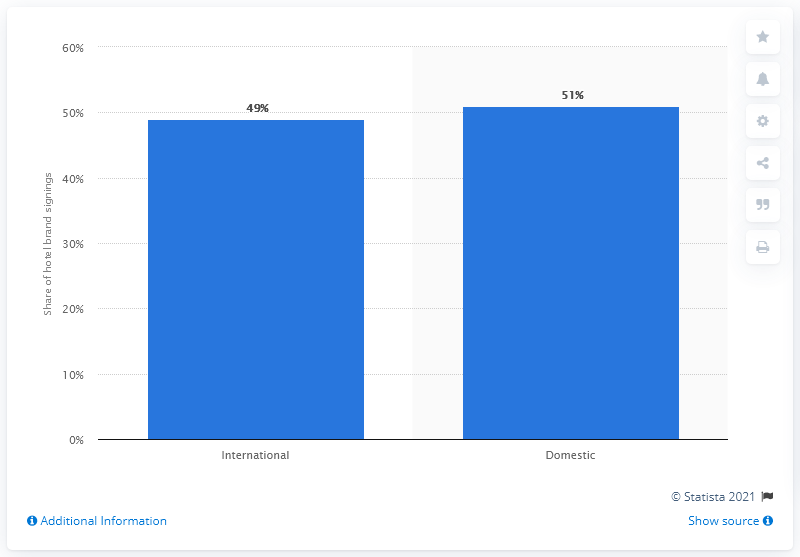 60%
50%
40%
30%
20%
10%
0%
Share of hotel brand signings
49%
51%
International
Domestic
© Statista 2021
Additional Information
Show source